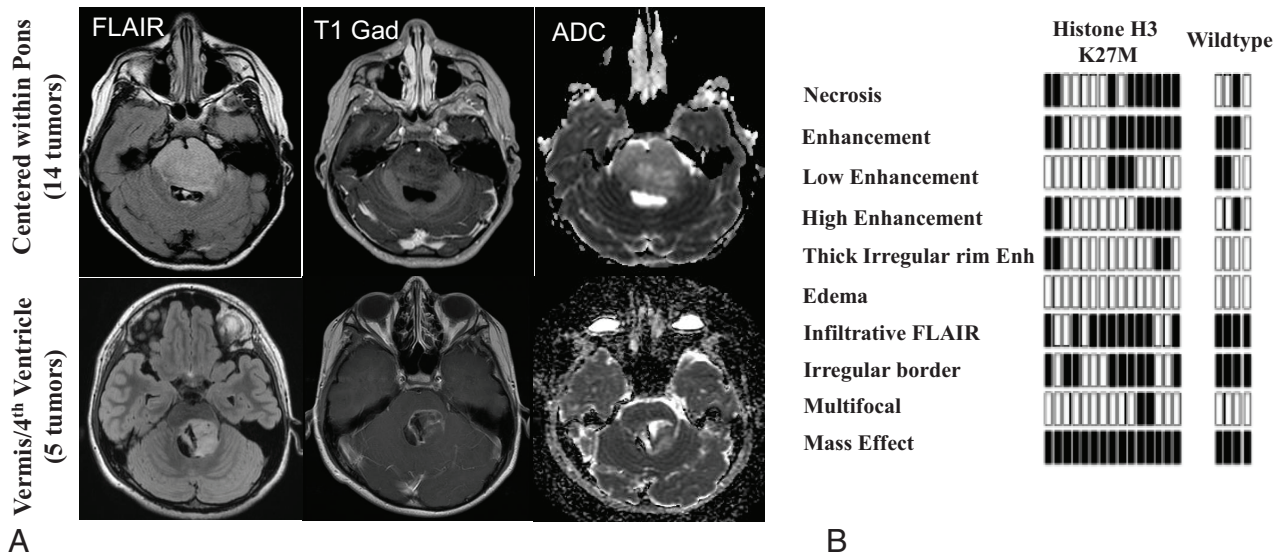 Centered within Pons
(14 tumors)
FLAIR
T1 Gad
ADC
Vermis/4th Ventricle
(5 tumors)
A
Histone H3
K27M
Wildtype
Necrosis
Enhancement
Low Enhancement
High Enhancement
Thick Irregular rim Enh
Edema
Infiltrative FLAIR
Irregular border
Multifocal
Mass Effect
B